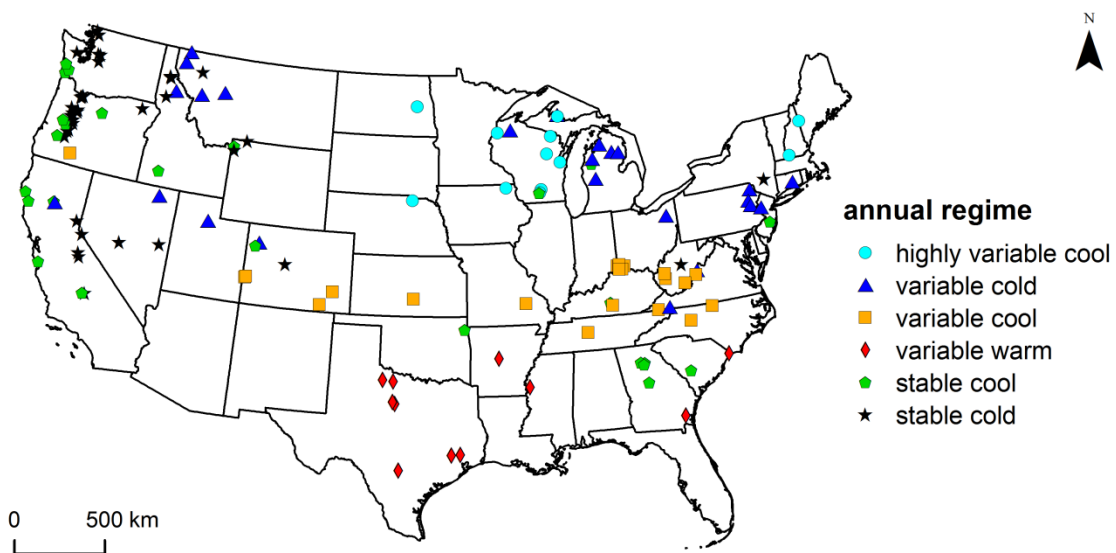 N
annual regime
highly variable cool
variable cold
variable cool
variable warm
stable cool
stable cold
0 500 km